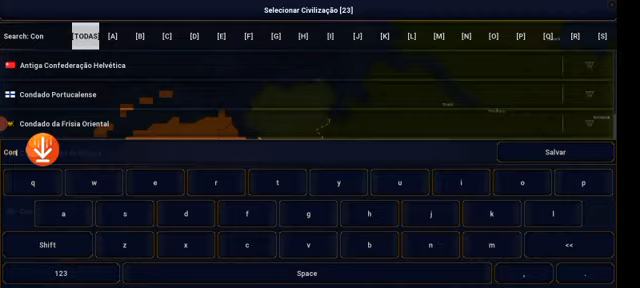 Selecionar Civilização [23]
Search: Con [TODAS] [A] [B] [C] [D] [E] [F] [G] [H] [I] [J] [K] [L] [M] [N] [O] [P] [Q] [R] [S]
Antiga Confederação Helvética
Condado Portucalense
Condado da Frísia Oriental
Con Salvar
q w e r t y u i o p
a s d f g h j k l
Shift z x c v b n m <<
123 Space , .